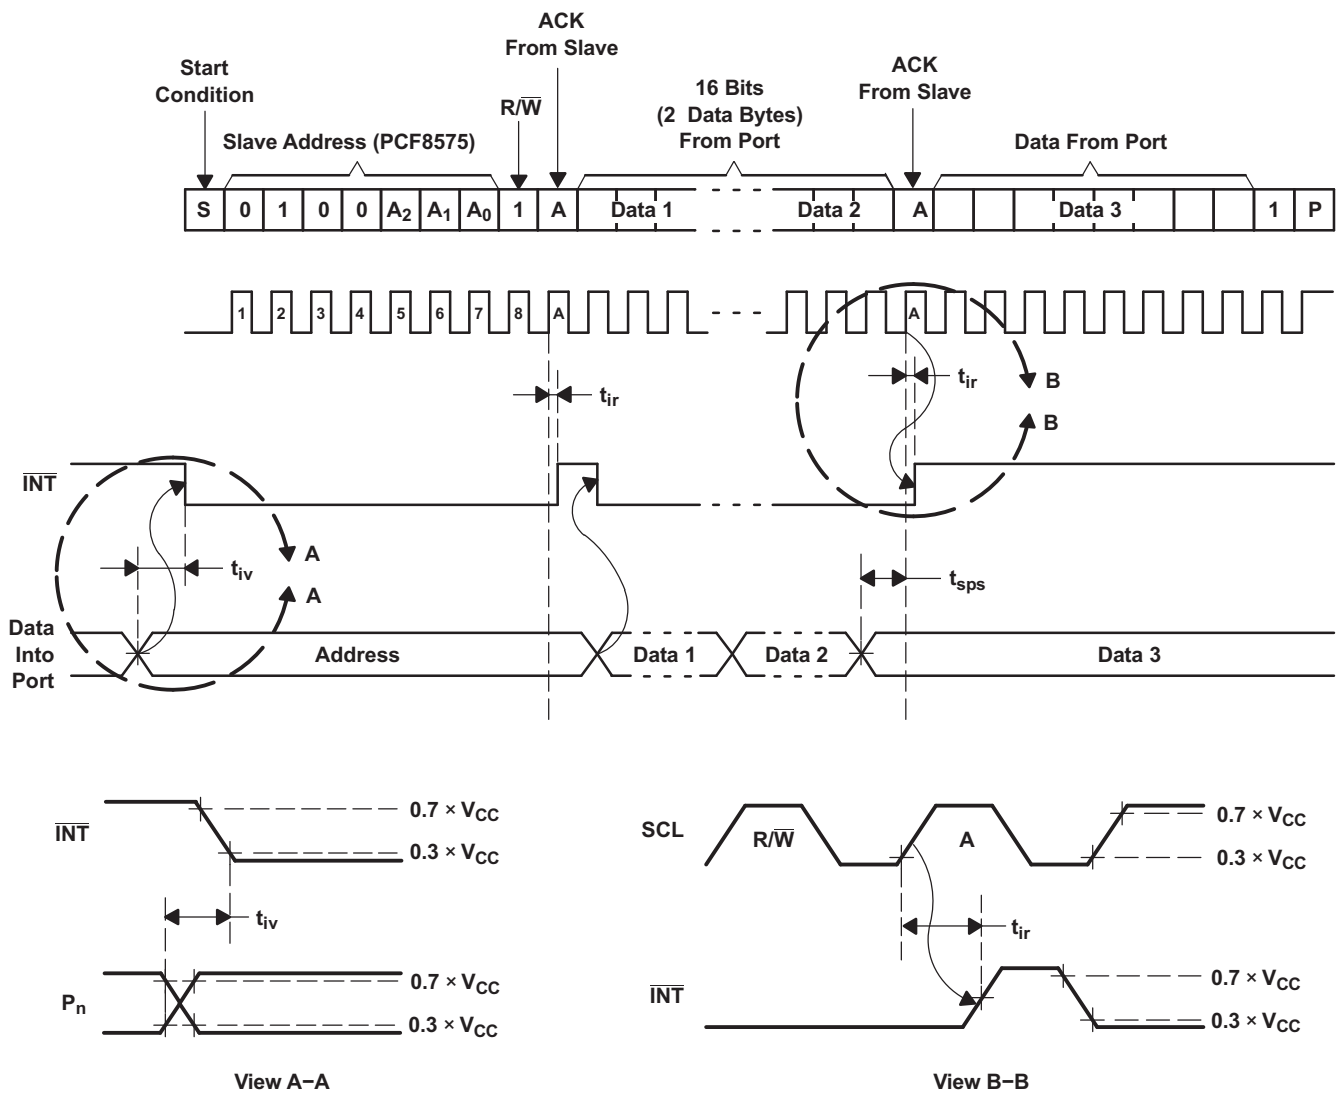 ACK
From Slave
Start
Condition
R/W̅
16 Bits
(2 Data Bytes)
From Port
ACK
From Slave
Slave Address (PCF8575)
Data From Port
S 0 1 0 0 A2 A1 A0 1 A Data 1 Data 2 A Data 3 1 P
1 2 3 4 5 6 7 8 A A
tir
tir
B
B
I̅N̅T̅
A
tiv
A
tsps
Data
Into
Port
Address
Data 1
Data 2
Data 3
I̅N̅T̅
0.7 × VCC
0.3 × VCC
tiv
Pn
0.7 × VCC
0.3 × VCC
View A–A
SCL
R/W̅
A
0.7 × VCC
0.3 × VCC
tir
I̅N̅T̅
0.7 × VCC
0.3 × VCC
View B–B